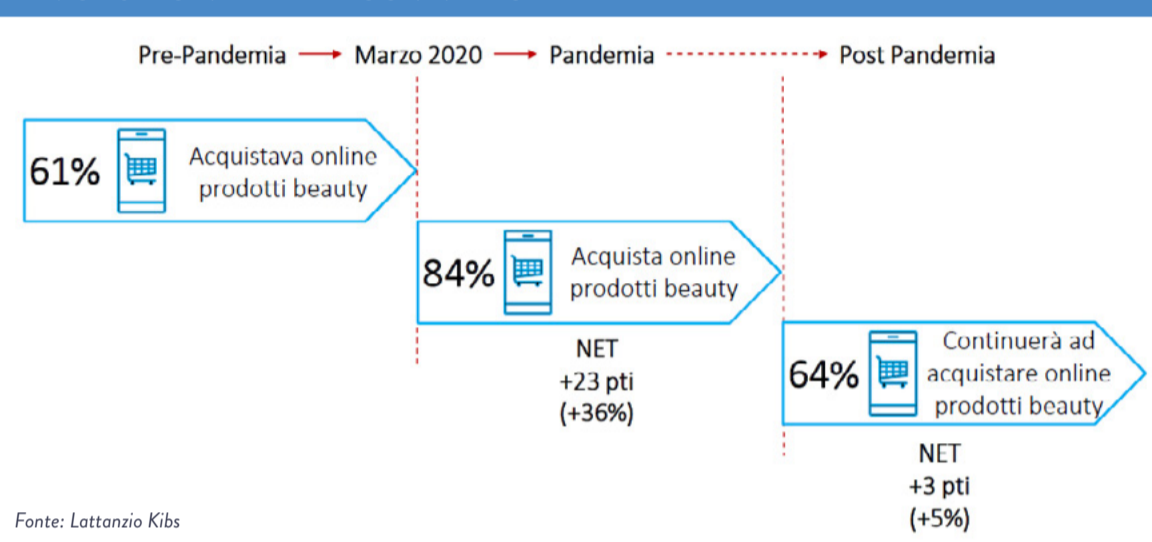 Pre-Pandemia
Marzo 2020
Pandemia
Post Pandemia
61%
Acquistava online
prodotti beauty
84%
Acquista online
prodotti beauty
NET
+23 pti
(+36%)
64%
Continuerà ad
acquistare online
prodotti beauty
NET
+3 pti
(+5%)
Fonte: Lattanzio Kibs